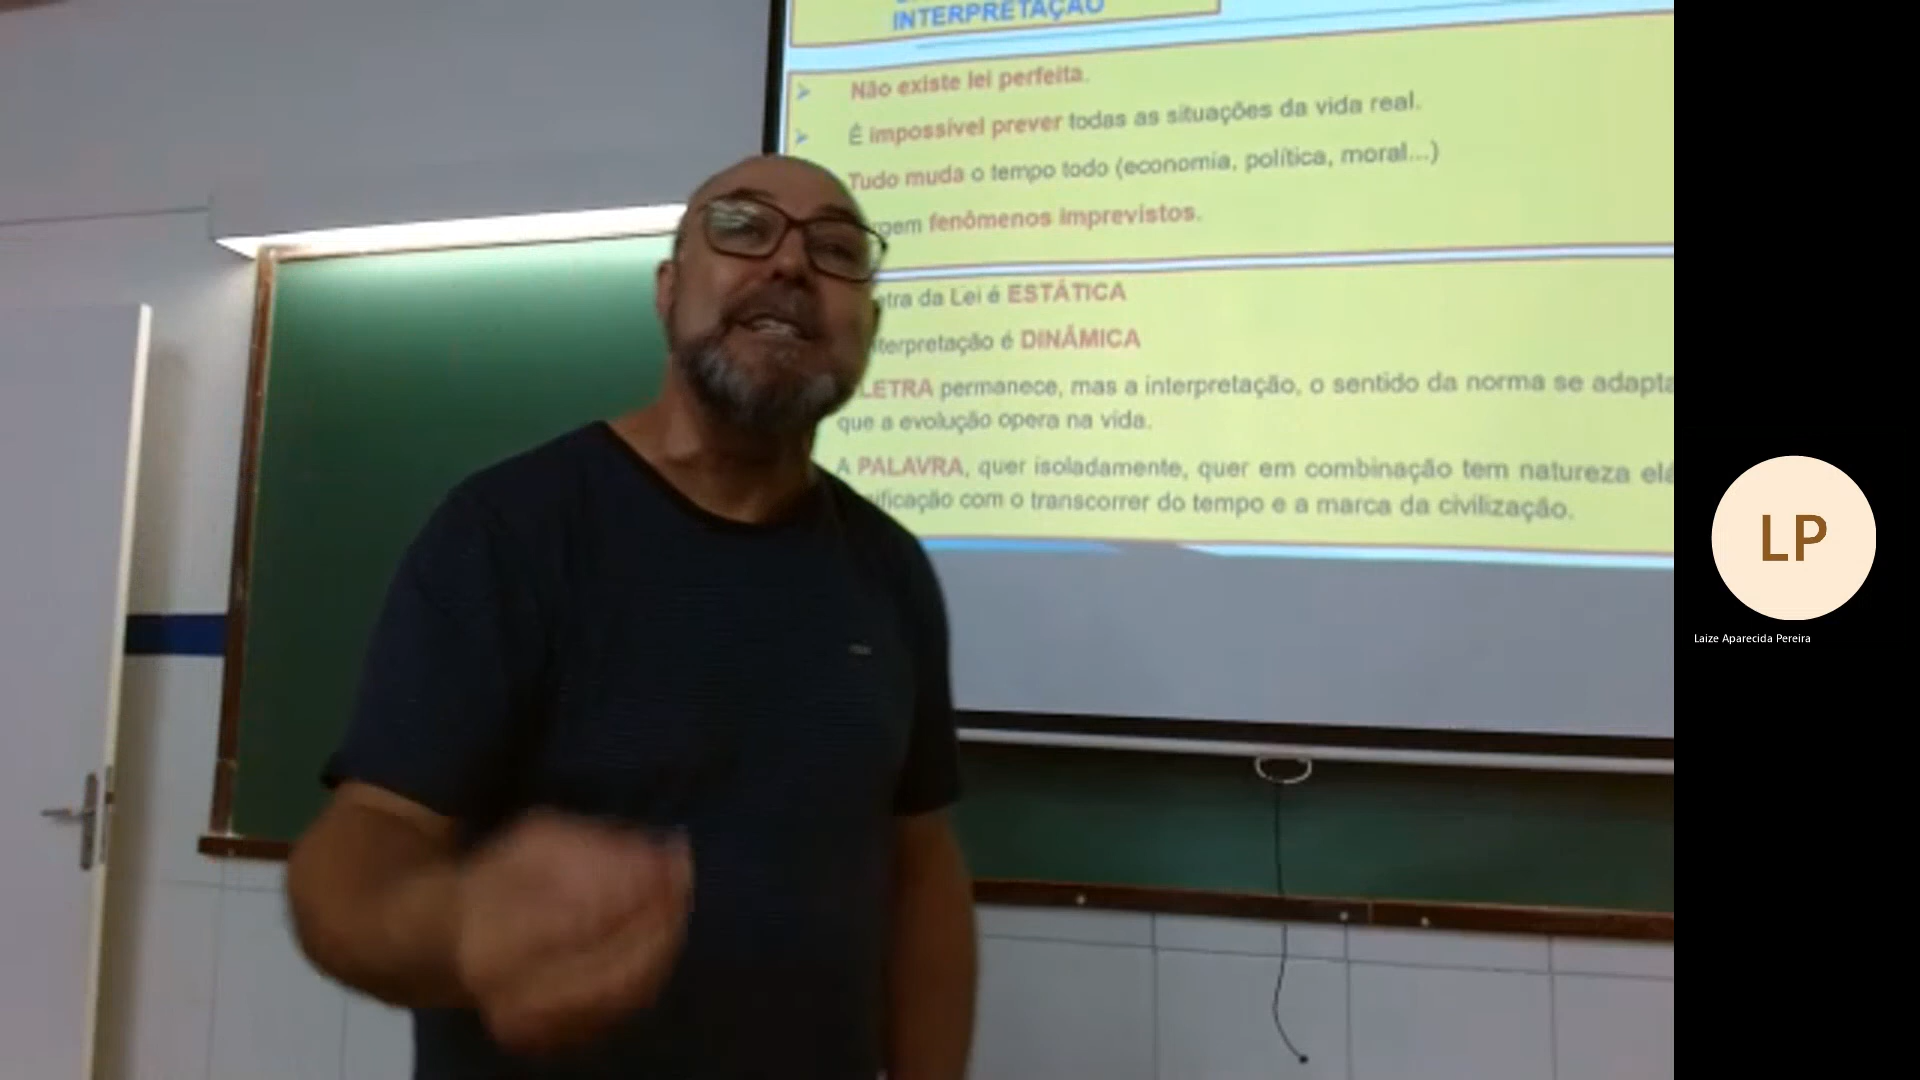 INTERPRETAÇÃO
Não existe lei perfeita.
É impossível prever todas as situações da vida real.
Tudo muda o tempo todo (economia, política, moral...)
fenômenos imprevistos.
da Lei é ESTÁTICA
é DINÂMICA
LETRA permanece, mas a interpretação, o sentido da norma se adapta
que a evolução opera na vida.
A PALAVRA, quer isoladamente, quer em combinação tem natureza
com o transcorrer do tempo e a marca da civilização.
LP
Laize Aparecida Pereira